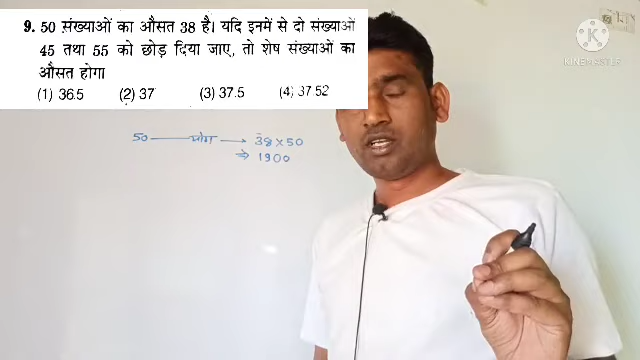 9. 50 संख्याओं का औसत 38 है। यदि इनमें से दो संख्याओं
45 तथा 55 को छोड़ दिया जाए, तो शेष संख्याओं का
औसत होगा
(1) 36.5 (2) 37 (3) 37.5 (4) 37.52
50 —— योग → 38 × 50
⇒ 1900
KINEMASTER